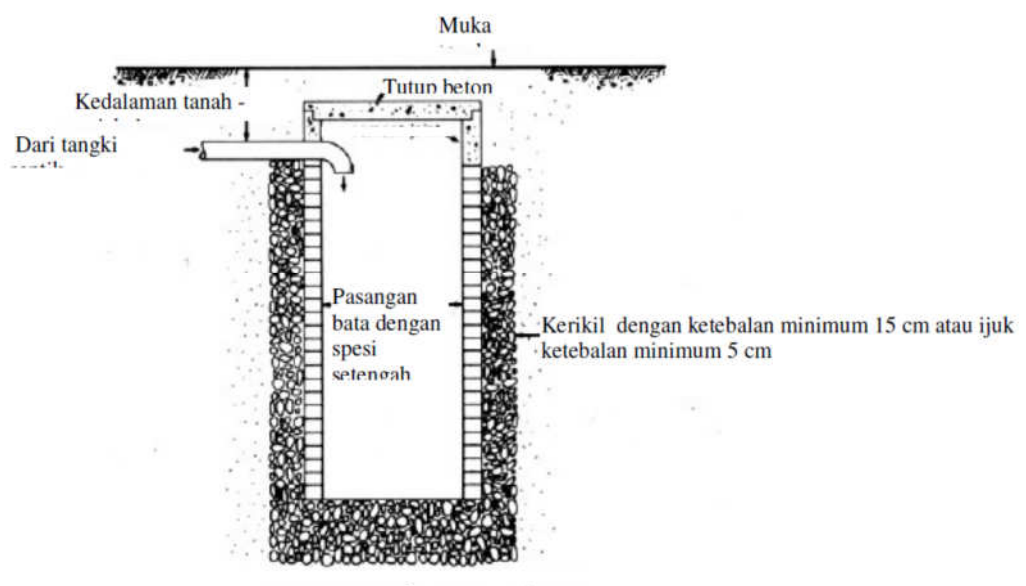 Muka
Tutup beton
Kedalaman tanah -
Dari tangki
Pasangan
bata dengan
spesi
setengah
Kerikil dengan ketebalan minimum 15 cm atau ijuk
ketebalan minimum 5 cm